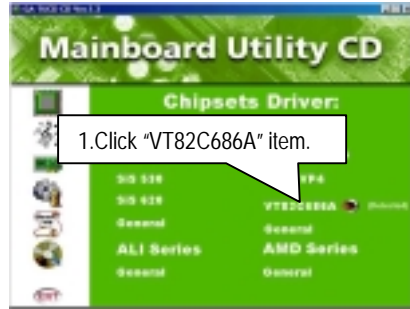 Mainboard Utility CD
Chipsets Driver:
1.Click “VT82C686A” item.
SiS 530
SiS 620
VT82C686A
General
General
ALI Series
AMD Series
General
General
EXIT